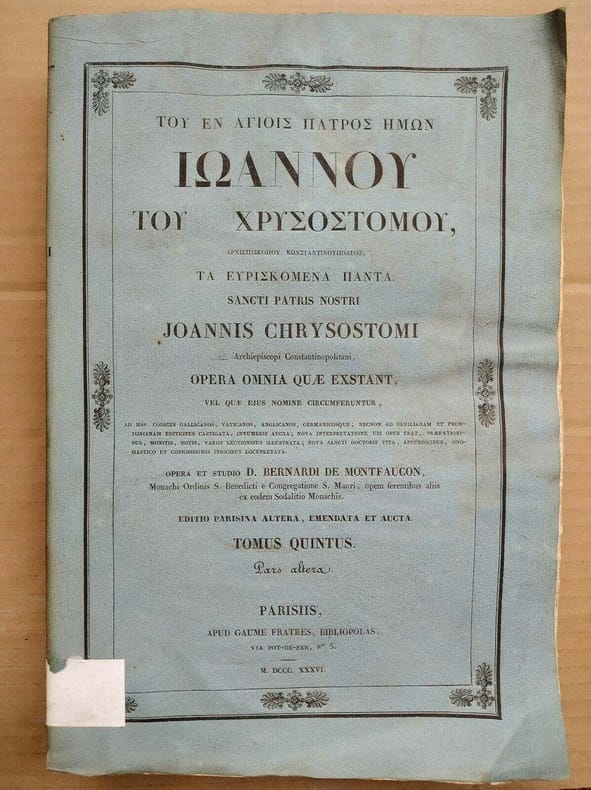 ΤΟΥ ΕΝ ΑΓΙΟΙΣ ΠΑΤΡΟΣ ΗΜΩΝ
ΙΩΑΝΝΟΥ
ΤΟΥ ΧΡΥΣΟΣΤΟΜΟΥ,
ΑΡΧΙΕΠΙΣΚΟΠΟΥ ΚΩΝΣΤΑΝΤΙΝΟΥΠΟΛΕΩΣ,
ΤΑ ΕΥΡΙΣΚΟΜΕΝΑ ΠΑΝΤΑ.
SANCTI PATRIS NOSTRI
JOANNIS CHRYSOSTOMI
Archiepiscopi Constantinopolitani,
OPERA OMNIA QUÆ EXSTANT,
VEL QUÆ EJUS NOMINE CIRCUMFERUNTUR,
AD MSS. CODICES GALLICANOS, VATICANOS, ANGLICANOS, GERMANICOSQUE; NECNON AD SAVILIANAM ET FRON-
TONIANAM EDITIONES CASTIGATA, INNUMERIS AUCTA; NOVA INTERPRETATIONE UBI OPUS ERAT, PRÆFATIONI-
BUS, MONITIS, NOTIS, VARIIS LECTIONIBUS ILLUSTRATA; NOVA SANCTI DOCTORIS VITA, APPENDICIBUS, ONO-
MASTICO ET COPIOSISSIMIS INDICIBUS LOCUPLETATA.
OPERA ET STUDIO D. BERNARDI DE MONTFAUCON,
Monachi Ordinis S. Benedicti e Congregatione S. Mauri, opem ferentibus aliis
ex eodem Sodalitio Monachis.
EDITIO PARISINA ALTERA, EMENDATA ET AUCTA.
TOMUS QUINTUS.
Pars altera.
PARISIIS,
APUD GAUME FRATRES, BIBLIOPOLAS,
VIA POT-DE-FER, Nº 5.
M. DCCC. XXXVI.